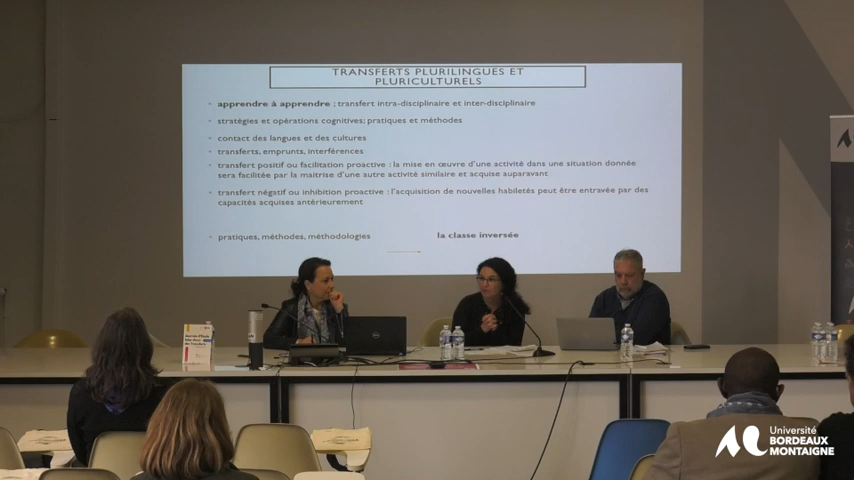 TRANSFERTS PLURILINGUES ET
PLURICULTURELS
• apprendre à apprendre ; transfert intra-disciplinaire et inter-disciplinaire
• stratégies et opérations cognitives; pratiques et méthodes
• contact des langues et des cultures
• transferts, emprunts, interférences
• transfert positif ou facilitation proactive : la mise en œuvre d'une activité dans une situation donnée
sera facilitée par la maitrise d'une autre activité similaire et acquise auparavant
• transfert négatif ou inhibition proactive : l'acquisition de nouvelles habiletés peut être entravée par des
capacités acquises antérieurement
• pratiques, méthodes, méthodologies
la classe inversée
Université
BORDEAUX
MONTAIGNE